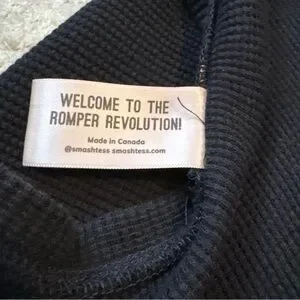 WELCOME TO THE
ROMPER REVOLUTION!
Made in Canada
@smashtess smashtess.com